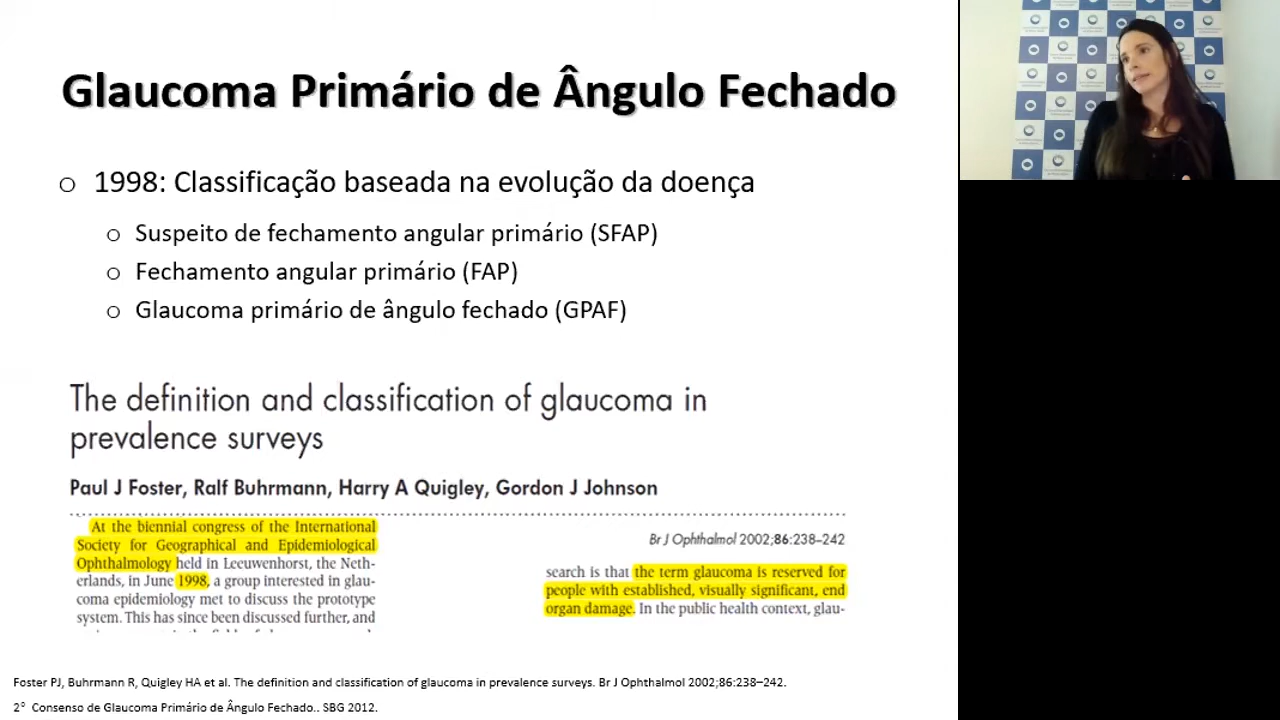 Glaucoma Primário de Ângulo Fechado
o 1998: Classificação baseada na evolução da doença
o Suspeito de fechamento angular primário (SFAP)
o Fechamento angular primário (FAP)
o Glaucoma primário de ângulo fechado (GPAF)
The definition and classification of glaucoma in
prevalence surveys
Paul J Foster, Ralf Buhrmann, Harry A Quigley, Gordon J Johnson
At the biennial congress of the International
Society for Geographical and Epidemiological
Ophthalmology held in Leeuwenhorst, the Neth-
erlands, in June 1998, a group interested in glau-
coma epidemiology met to discuss the prototype
system. This has since been discussed further, and
Br J Ophthalmol 2002;86:238–242
search is that the term glaucoma is reserved for
people with established, visually significant, end
organ damage. In the public health context, glau-
Foster PJ, Buhrmann R, Quigley HA et al. The definition and classification of glaucoma in prevalence surveys. Br J Ophthalmol 2002;86:238–242.
2° Consenso de Glaucoma Primário de Ângulo Fechado.. SBG 2012.